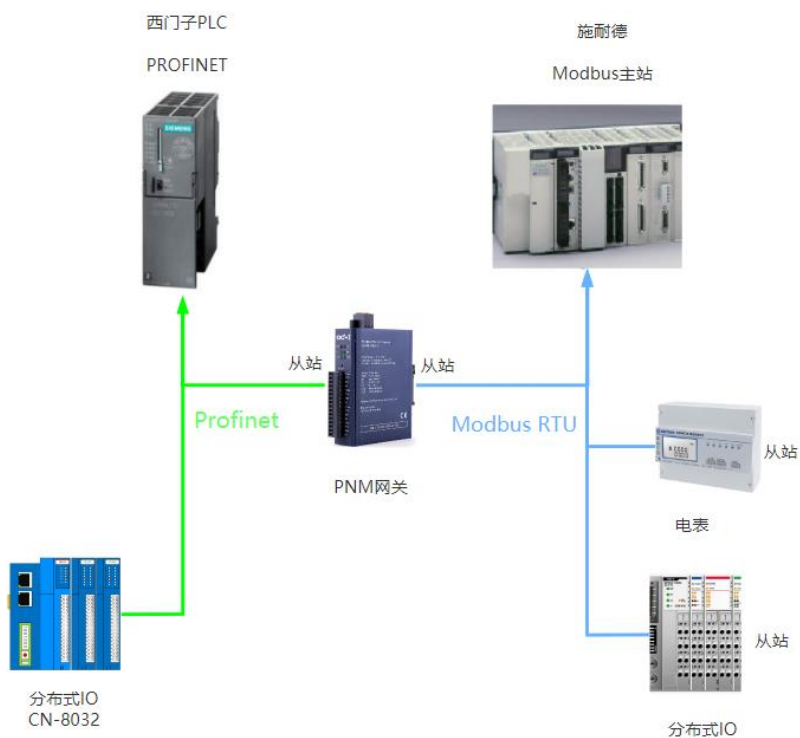 西门子PLC
PROFINET
施耐德
Modbus主站
SIEMENS
从站
从站
Profinet
Modbus RTU
PNM网关
从站
电表
从站
分布式IO
CN-8032
分布式IO